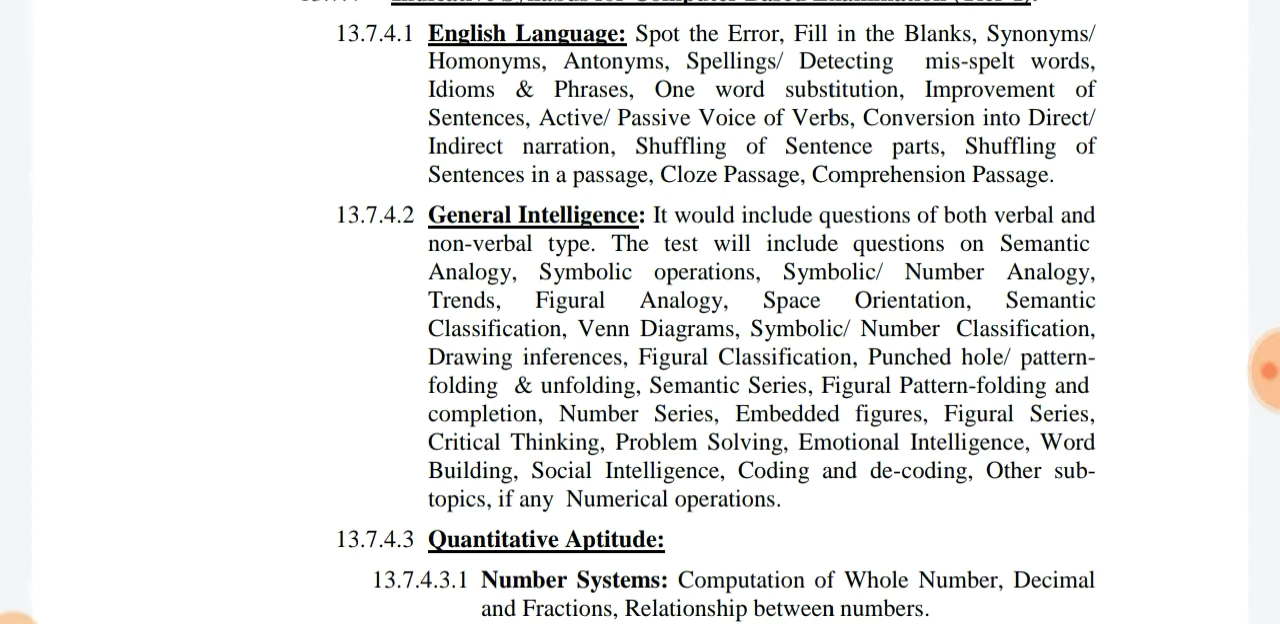 13.7.4.1 English Language: Spot the Error, Fill in the Blanks, Synonyms/
Homonyms, Antonyms, Spellings/ Detecting mis-spelt words,
Idioms & Phrases, One word substitution, Improvement of
Sentences, Active/ Passive Voice of Verbs, Conversion into Direct/
Indirect narration, Shuffling of Sentence parts, Shuffling of
Sentences in a passage, Cloze Passage, Comprehension Passage.
13.7.4.2 General Intelligence: It would include questions of both verbal and
non-verbal type. The test will include questions on Semantic
Analogy, Symbolic operations, Symbolic/ Number Analogy,
Trends, Figural Analogy, Space Orientation, Semantic
Classification, Venn Diagrams, Symbolic/ Number Classification,
Drawing inferences, Figural Classification, Punched hole/ pattern-
folding & unfolding, Semantic Series, Figural Pattern-folding and
completion, Number Series, Embedded figures, Figural Series,
Critical Thinking, Problem Solving, Emotional Intelligence, Word
Building, Social Intelligence, Coding and de-coding, Other sub-
topics, if any Numerical operations.
13.7.4.3 Quantitative Aptitude:
13.7.4.3.1 Number Systems: Computation of Whole Number, Decimal
and Fractions, Relationship between numbers.